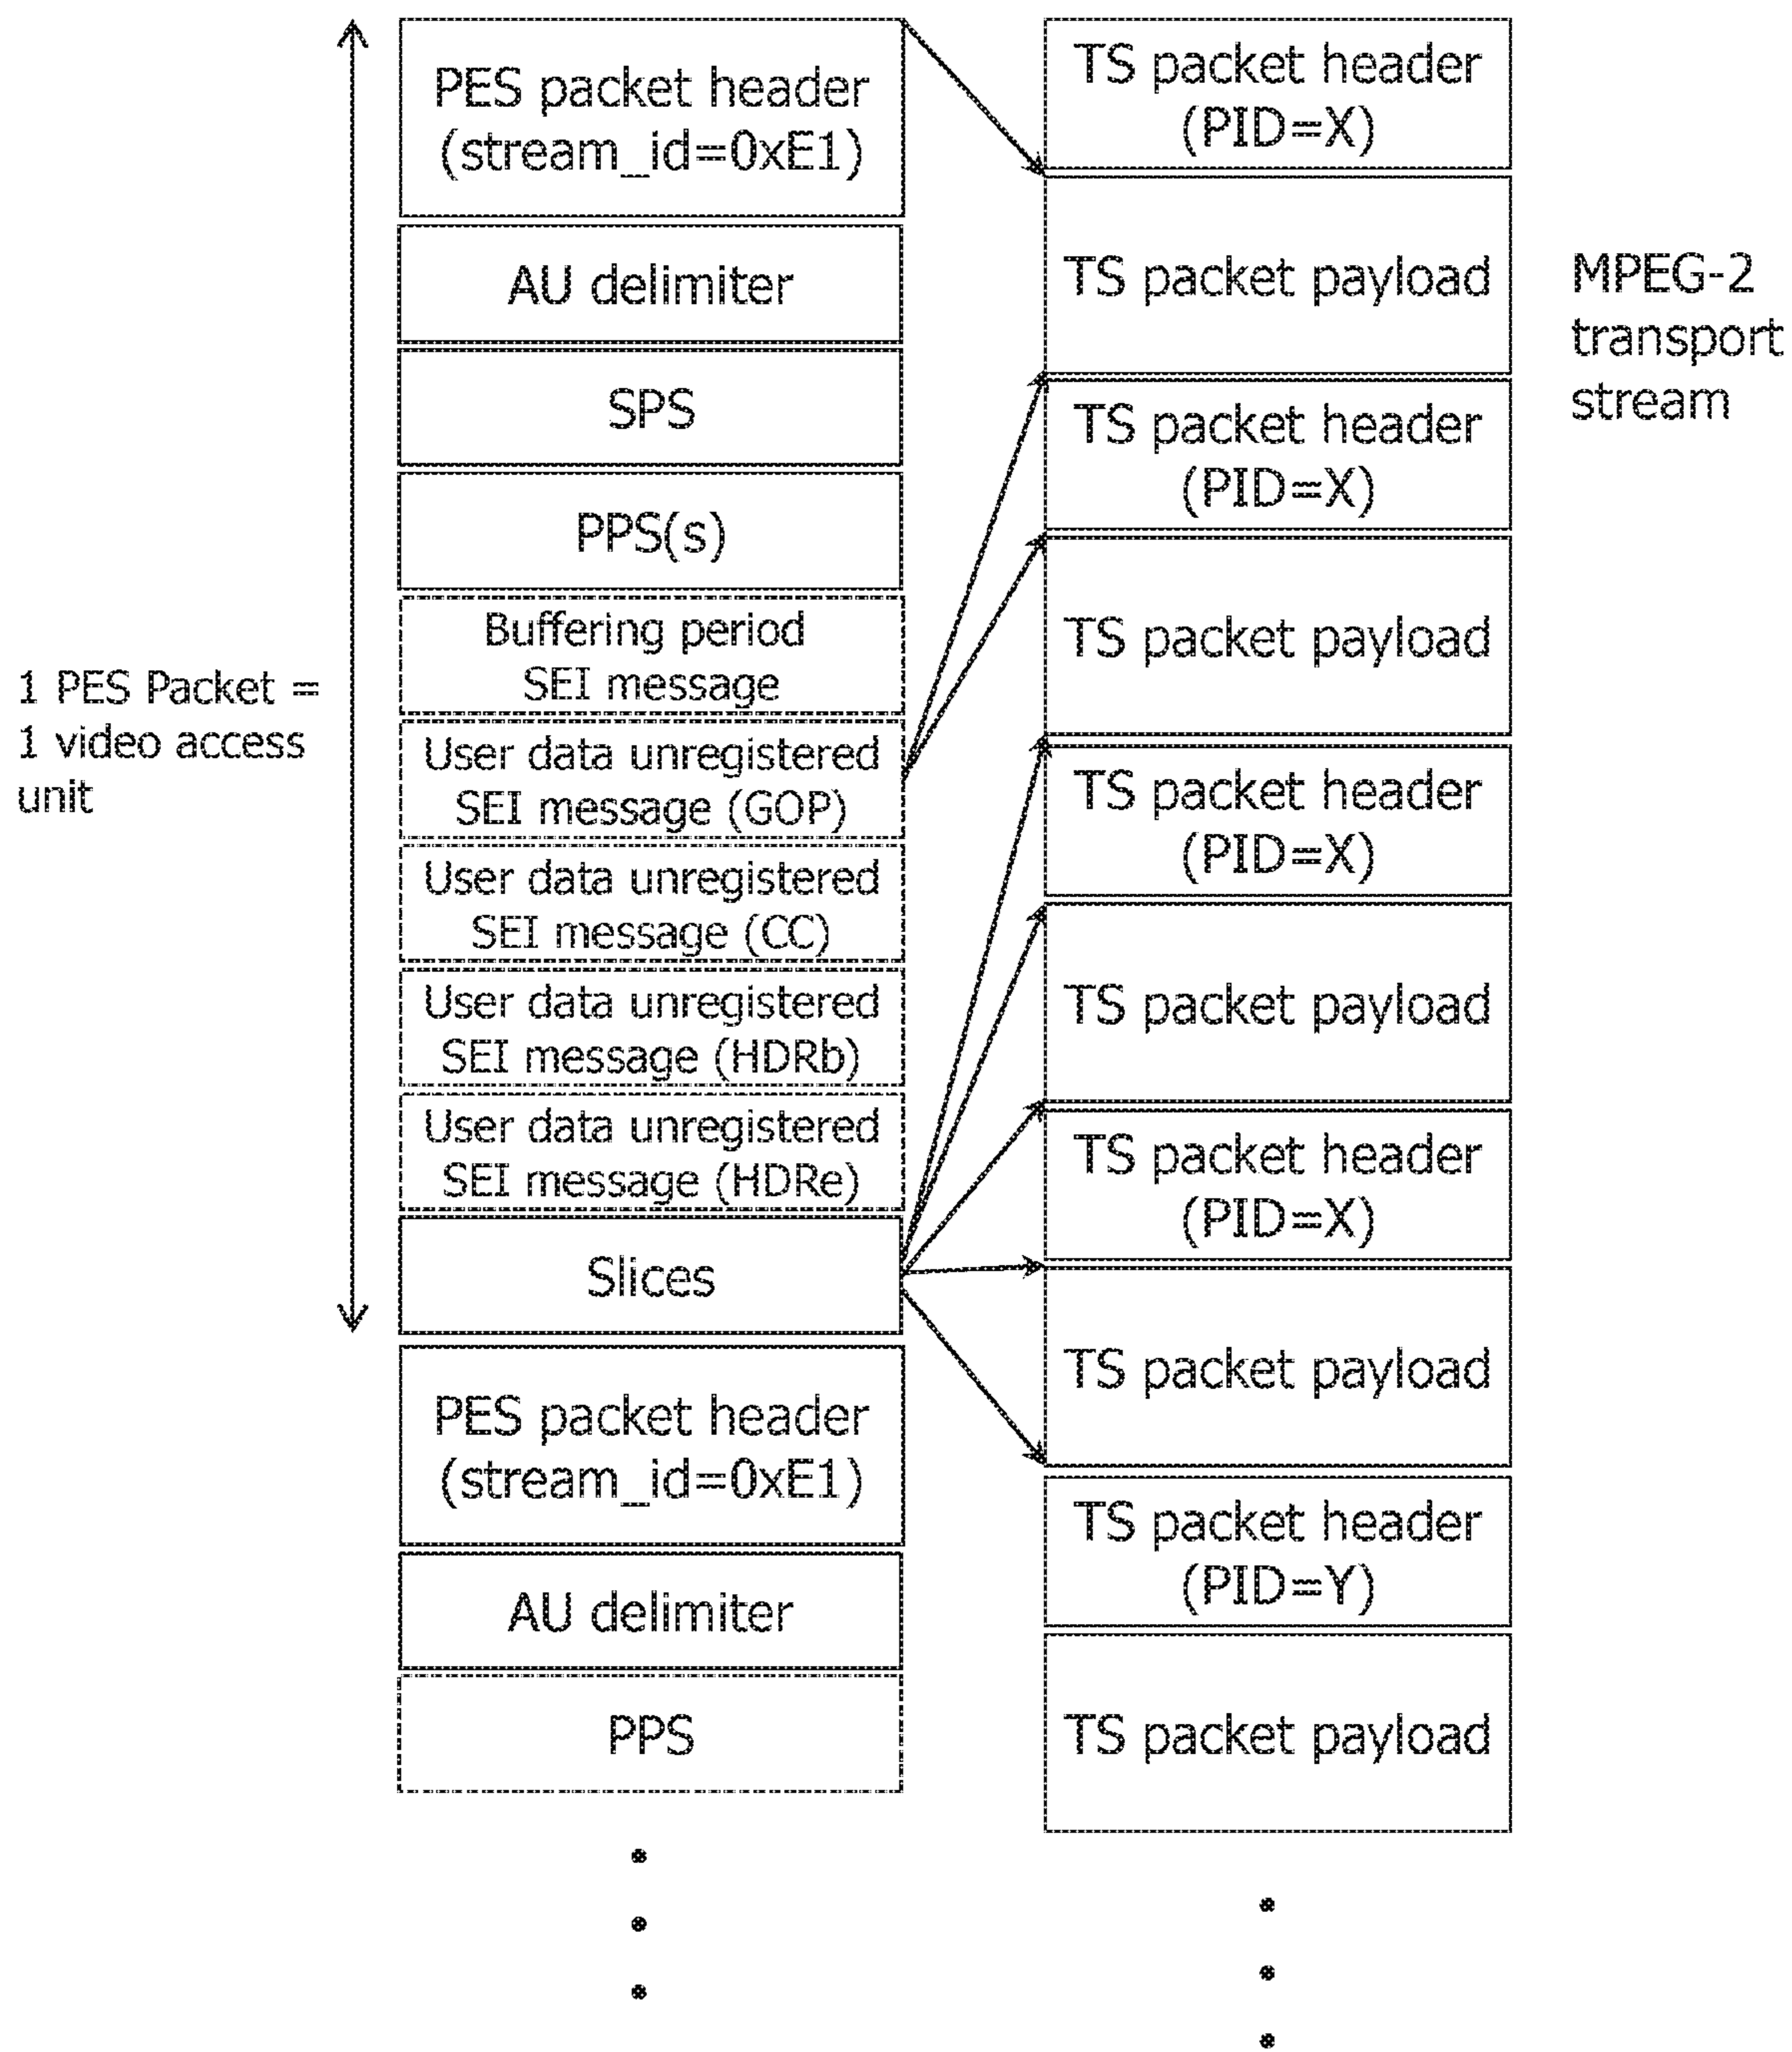 PES packet header
(stream_id=0xE1)
AU delimiter
SPS
PPS(s)
Buffering period
SEI message
User data unregistered
SEI message (GOP)
User data unregistered
SEI message (CC)
User data unregistered
SEI message (HDRb)
User data unregistered
SEI message (HDRe)
Slices
PES packet header
(stream_id=0xE1)
AU delimiter
PPS
1 PES Packet =
1 video access
unit
TS packet header
(PID=X)
TS packet payload
TS packet header
(PID=X)
TS packet payload
TS packet header
(PID=X)
TS packet payload
TS packet header
(PID=X)
TS packet payload
TS packet header
(PID=Y)
TS packet payload
MPEG-2
transport
stream